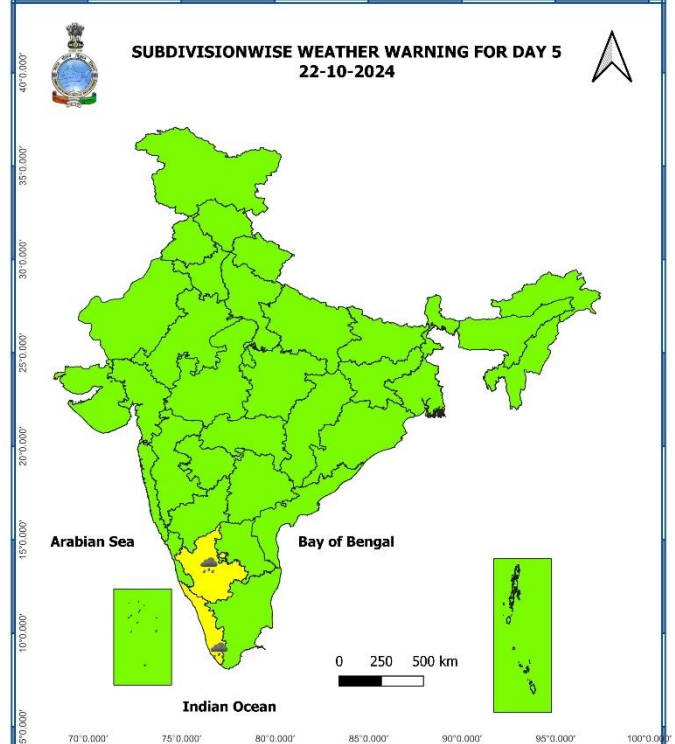 SUBDIVISIONWISE WEATHER WARNING FOR DAY 5
22-10-2024
40°0.000'
35°0.000'
30°0.000'
25°0.000'
20°0.000'
15°0.000'
10°0.000'
5°0.000'
Arabian Sea
Bay of Bengal
0 250 500 km
Indian Ocean
70°0.000' 75°0.000' 80°0.000' 85°0.000' 90°0.000' 95°0.000' 100°0.000'